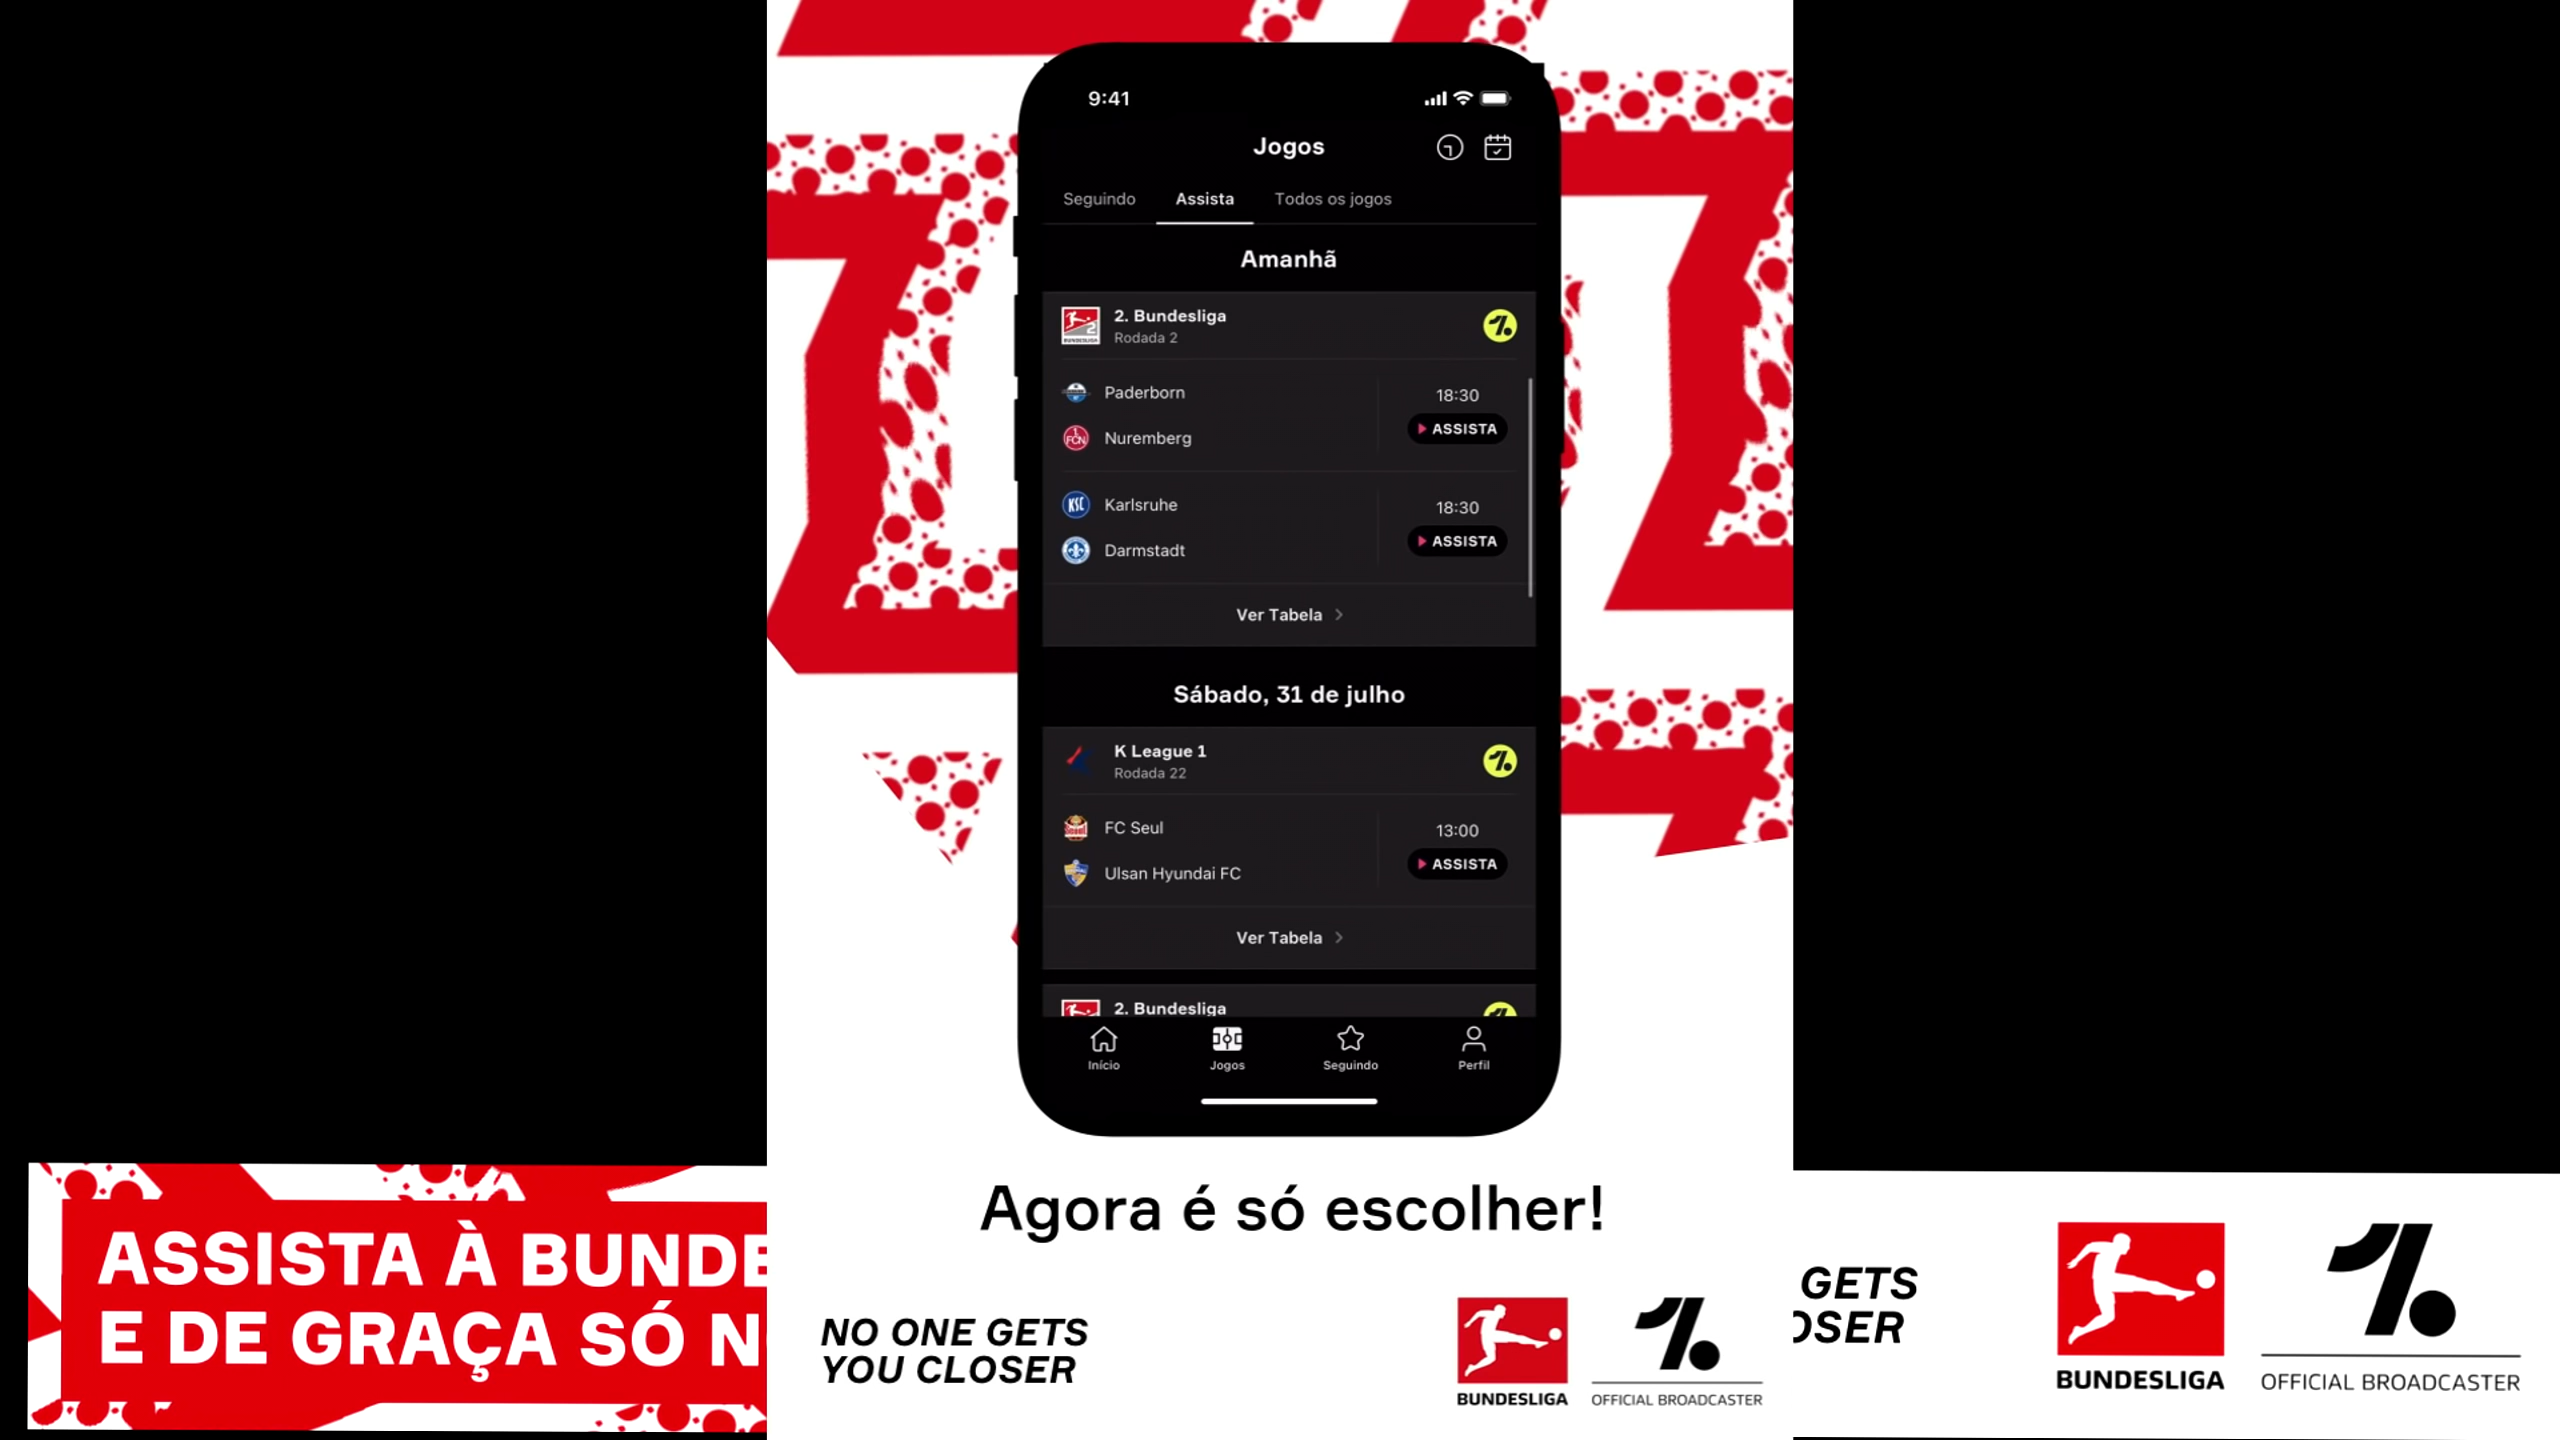 9:41
Jogos
Seguindo Assista Todos os jogos
Amanhã
2. Bundesliga
Rodada 2
Paderborn
18:30
ASSISTA
Nuremberg
Karlsruhe
18:30
ASSISTA
Darmstadt
Ver Tabela
Sábado, 31 de julho
K League 1
Rodada 22
FC Seul
13:00
ASSISTA
Ulsan Hyundai FC
Ver Tabela
2. Bundesliga
Início Jogos Seguindo Perfil
Agora é só escolher!
NO ONE GETS
YOU CLOSER
BUNDESLIGA
OFFICIAL BROADCASTER
ASSISTA À BUNDE
E DE GRAÇA SÓ N
GETS
OSER
BUNDESLIGA
OFFICIAL BROADCASTER